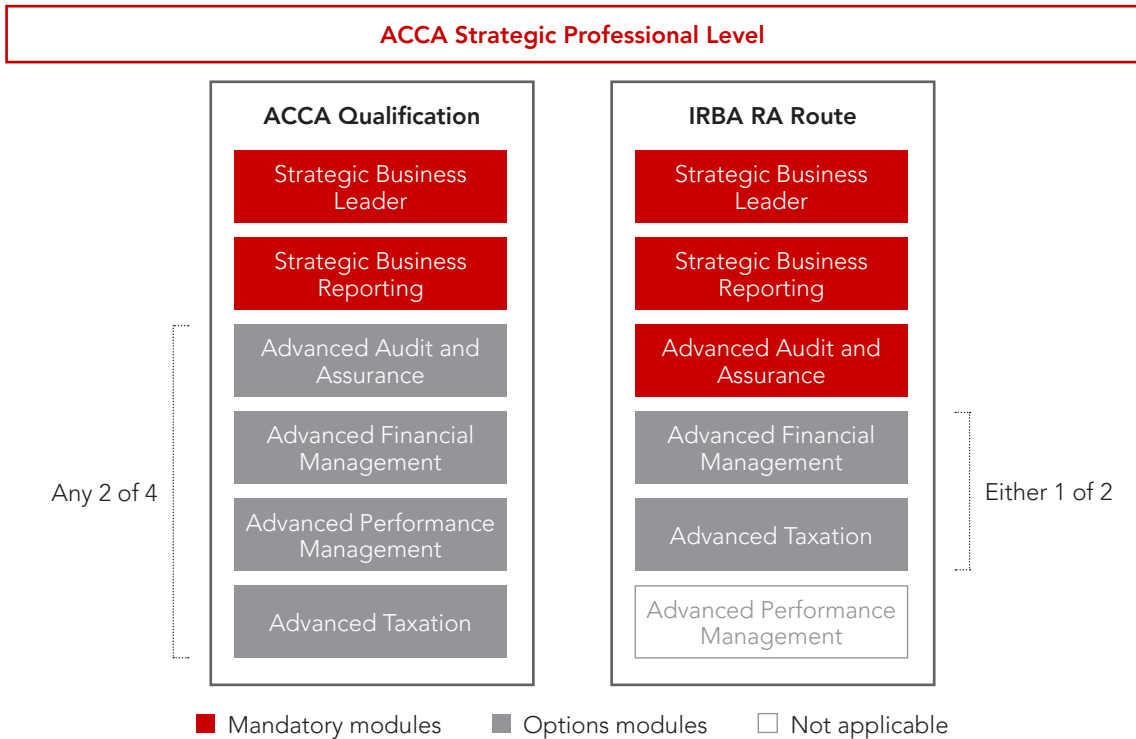 ACCA Strategic Professional Level
ACCA Qualification
Strategic Business
Leader
Strategic Business
Reporting
Advanced Audit and
Assurance
Advanced Financial
Management
Advanced Performance
Management
Advanced Taxation
Any 2 of 4
IRBA RA Route
Strategic Business
Leader
Strategic Business
Reporting
Advanced Audit and
Assurance
Advanced Financial
Management
Advanced Taxation
Advanced Performance
Management
Either 1 of 2
Mandatory modules
Options modules
Not applicable